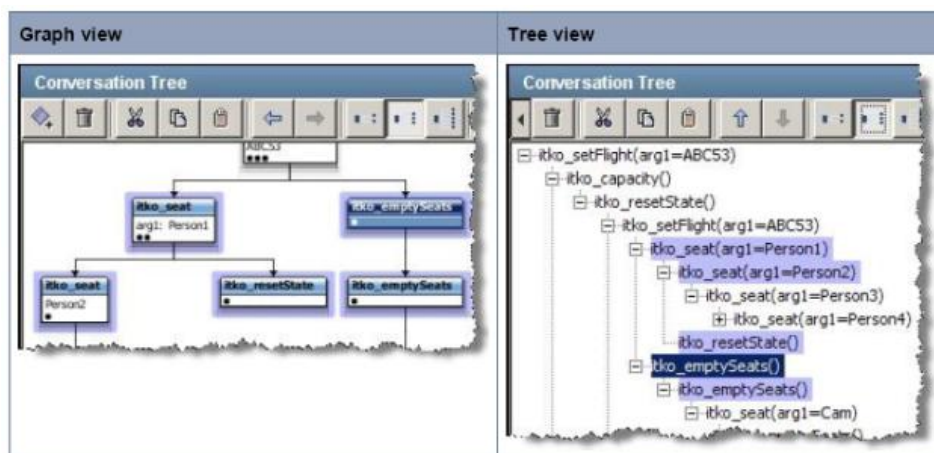 Graph view
Tree view
Conversation Tree
ABC53
itko_seat
arg1: Person1
itko_emptySeats
itko_seat
Person2
itko_resetState
itko_emptySeats
Conversation Tree
itko_setFlight(arg1=ABC53)
itko_capacity()
itko_resetState()
itko_setFlight(arg1=ABC53)
itko_seat(arg1=Person1)
itko_seat(arg1=Person2)
itko_seat(arg1=Person3)
itko_seat(arg1=Person4)
itko_resetState()
itko_emptySeats()
itko_emptySeats()
itko_seat(arg1=Cam)